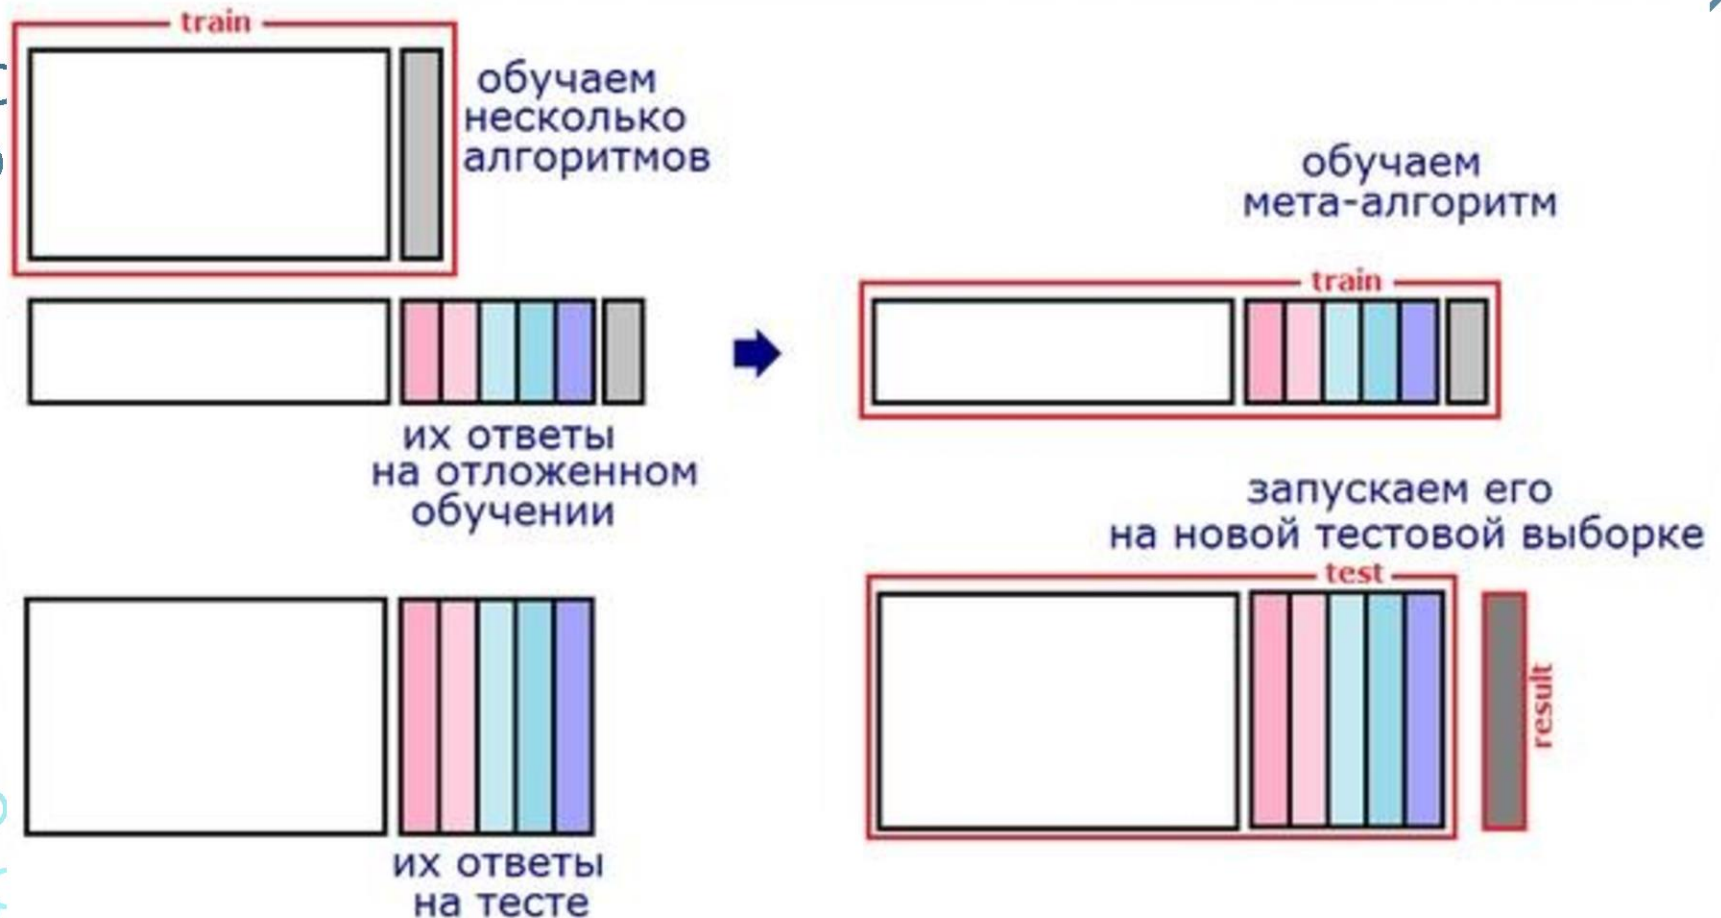 train
обучаем
несколько
алгоритмов
их ответы
на отложенном
обучении
их ответы
на тесте
обучаем
мета-алгоритм
train
запускаем его
на новой тестовой выборке
test
result